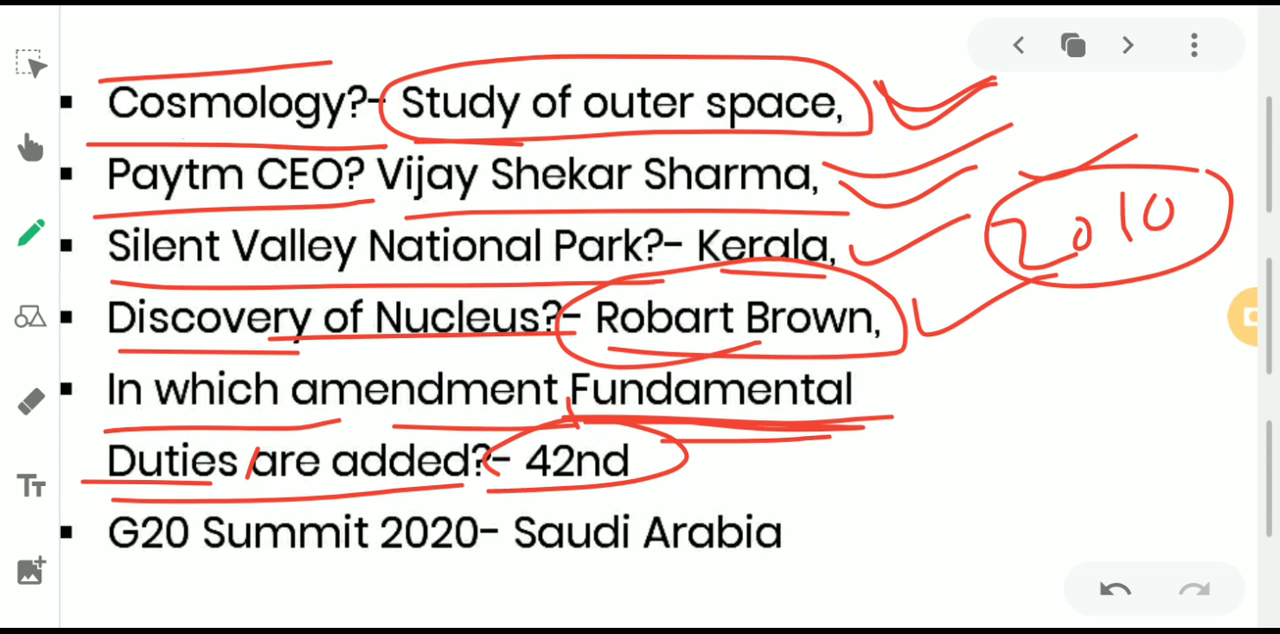 Cosmology?- Study of outer space,
Paytm CEO? Vijay Shekar Sharma,
Silent Valley National Park?- Kerala,
2010
Discovery of Nucleus?- Robart Brown,
In which amendment Fundamental
Duties are added?- 42nd
G20 Summit 2020- Saudi Arabia
TT